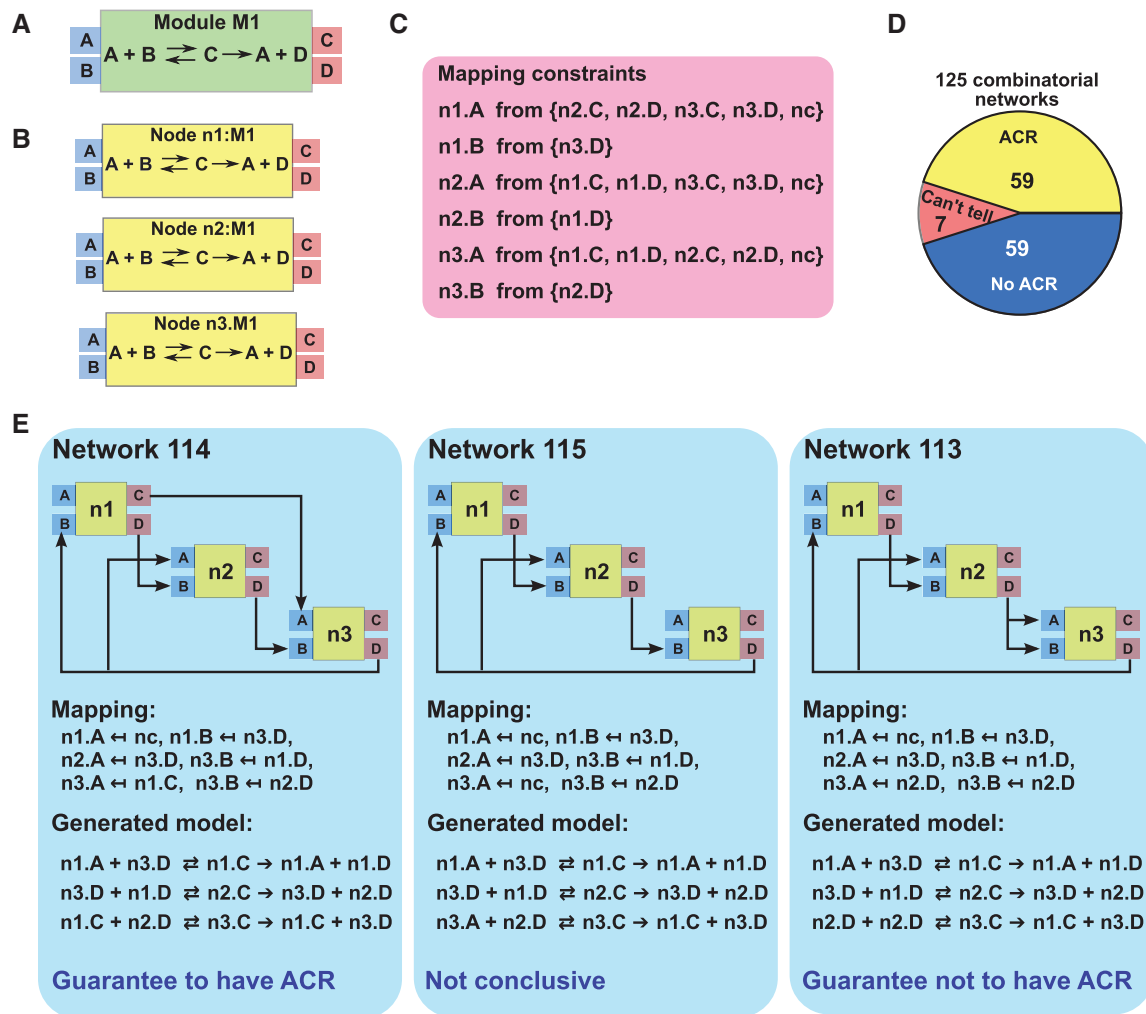 A
Module M1
A
B
A + B ⇌ C → A + D
C
D
B
Node n1:M1
A
B
A + B ⇌ C → A + D
C
D
Node n2:M1
A
B
A + B ⇌ C → A + D
C
D
Node n3.M1
A
B
A + B ⇌ C → A + D
C
D
C
Mapping constraints
n1.A from {n2.C, n2.D, n3.C, n3.D, nc}
n1.B from {n3.D}
n2.A from {n1.C, n1.D, n3.C, n3.D, nc}
n2.B from {n1.D}
n3.A from {n1.C, n1.D, n2.C, n2.D, nc}
n3.B from {n2.D}
D
125 combinatorial
networks
ACR
59
Can't tell
7
59
No ACR
E
Network 114
A
B
n1
C
D
A
B
n2
C
D
A
B
n3
C
D
Mapping:
n1.A ↤ nc, n1.B ↤ n3.D,
n2.A ↤ n3.D, n3.B ↤ n1.D,
n3.A ↤ n1.C, n3.B ↤ n2.D
Generated model:
n1.A + n3.D ⇄ n1.C → n1.A + n1.D
n3.D + n1.D ⇄ n2.C → n3.D + n2.D
n1.C + n2.D ⇄ n3.C → n1.C + n3.D
Guarantee to have ACR
Network 115
A
B
n1
C
D
A
B
n2
C
D
A
B
n3
C
D
Mapping:
n1.A ↤ nc, n1.B ↤ n3.D,
n2.A ↤ n3.D, n3.B ↤ n1.D,
n3.A ↤ nc, n3.B ↤ n2.D
Generated model:
n1.A + n3.D ⇄ n1.C → n1.A + n1.D
n3.D + n1.D ⇄ n2.C → n3.D + n2.D
n3.A + n2.D ⇄ n3.C → n1.C + n3.D
Not conclusive
Network 113
A
B
n1
C
D
A
B
n2
C
D
A
B
n3
C
D
Mapping:
n1.A ↤ nc, n1.B ↤ n3.D,
n2.A ↤ n3.D, n3.B ↤ n1.D,
n3.A ↤ n2.D, n3.B ↤ n2.D
Generated model:
n1.A + n3.D ⇄ n1.C → n1.A + n1.D
n3.D + n1.D ⇄ n2.C → n3.D + n2.D
n2.D + n2.D ⇄ n3.C → n1.C + n3.D
Guarantee not to have ACR